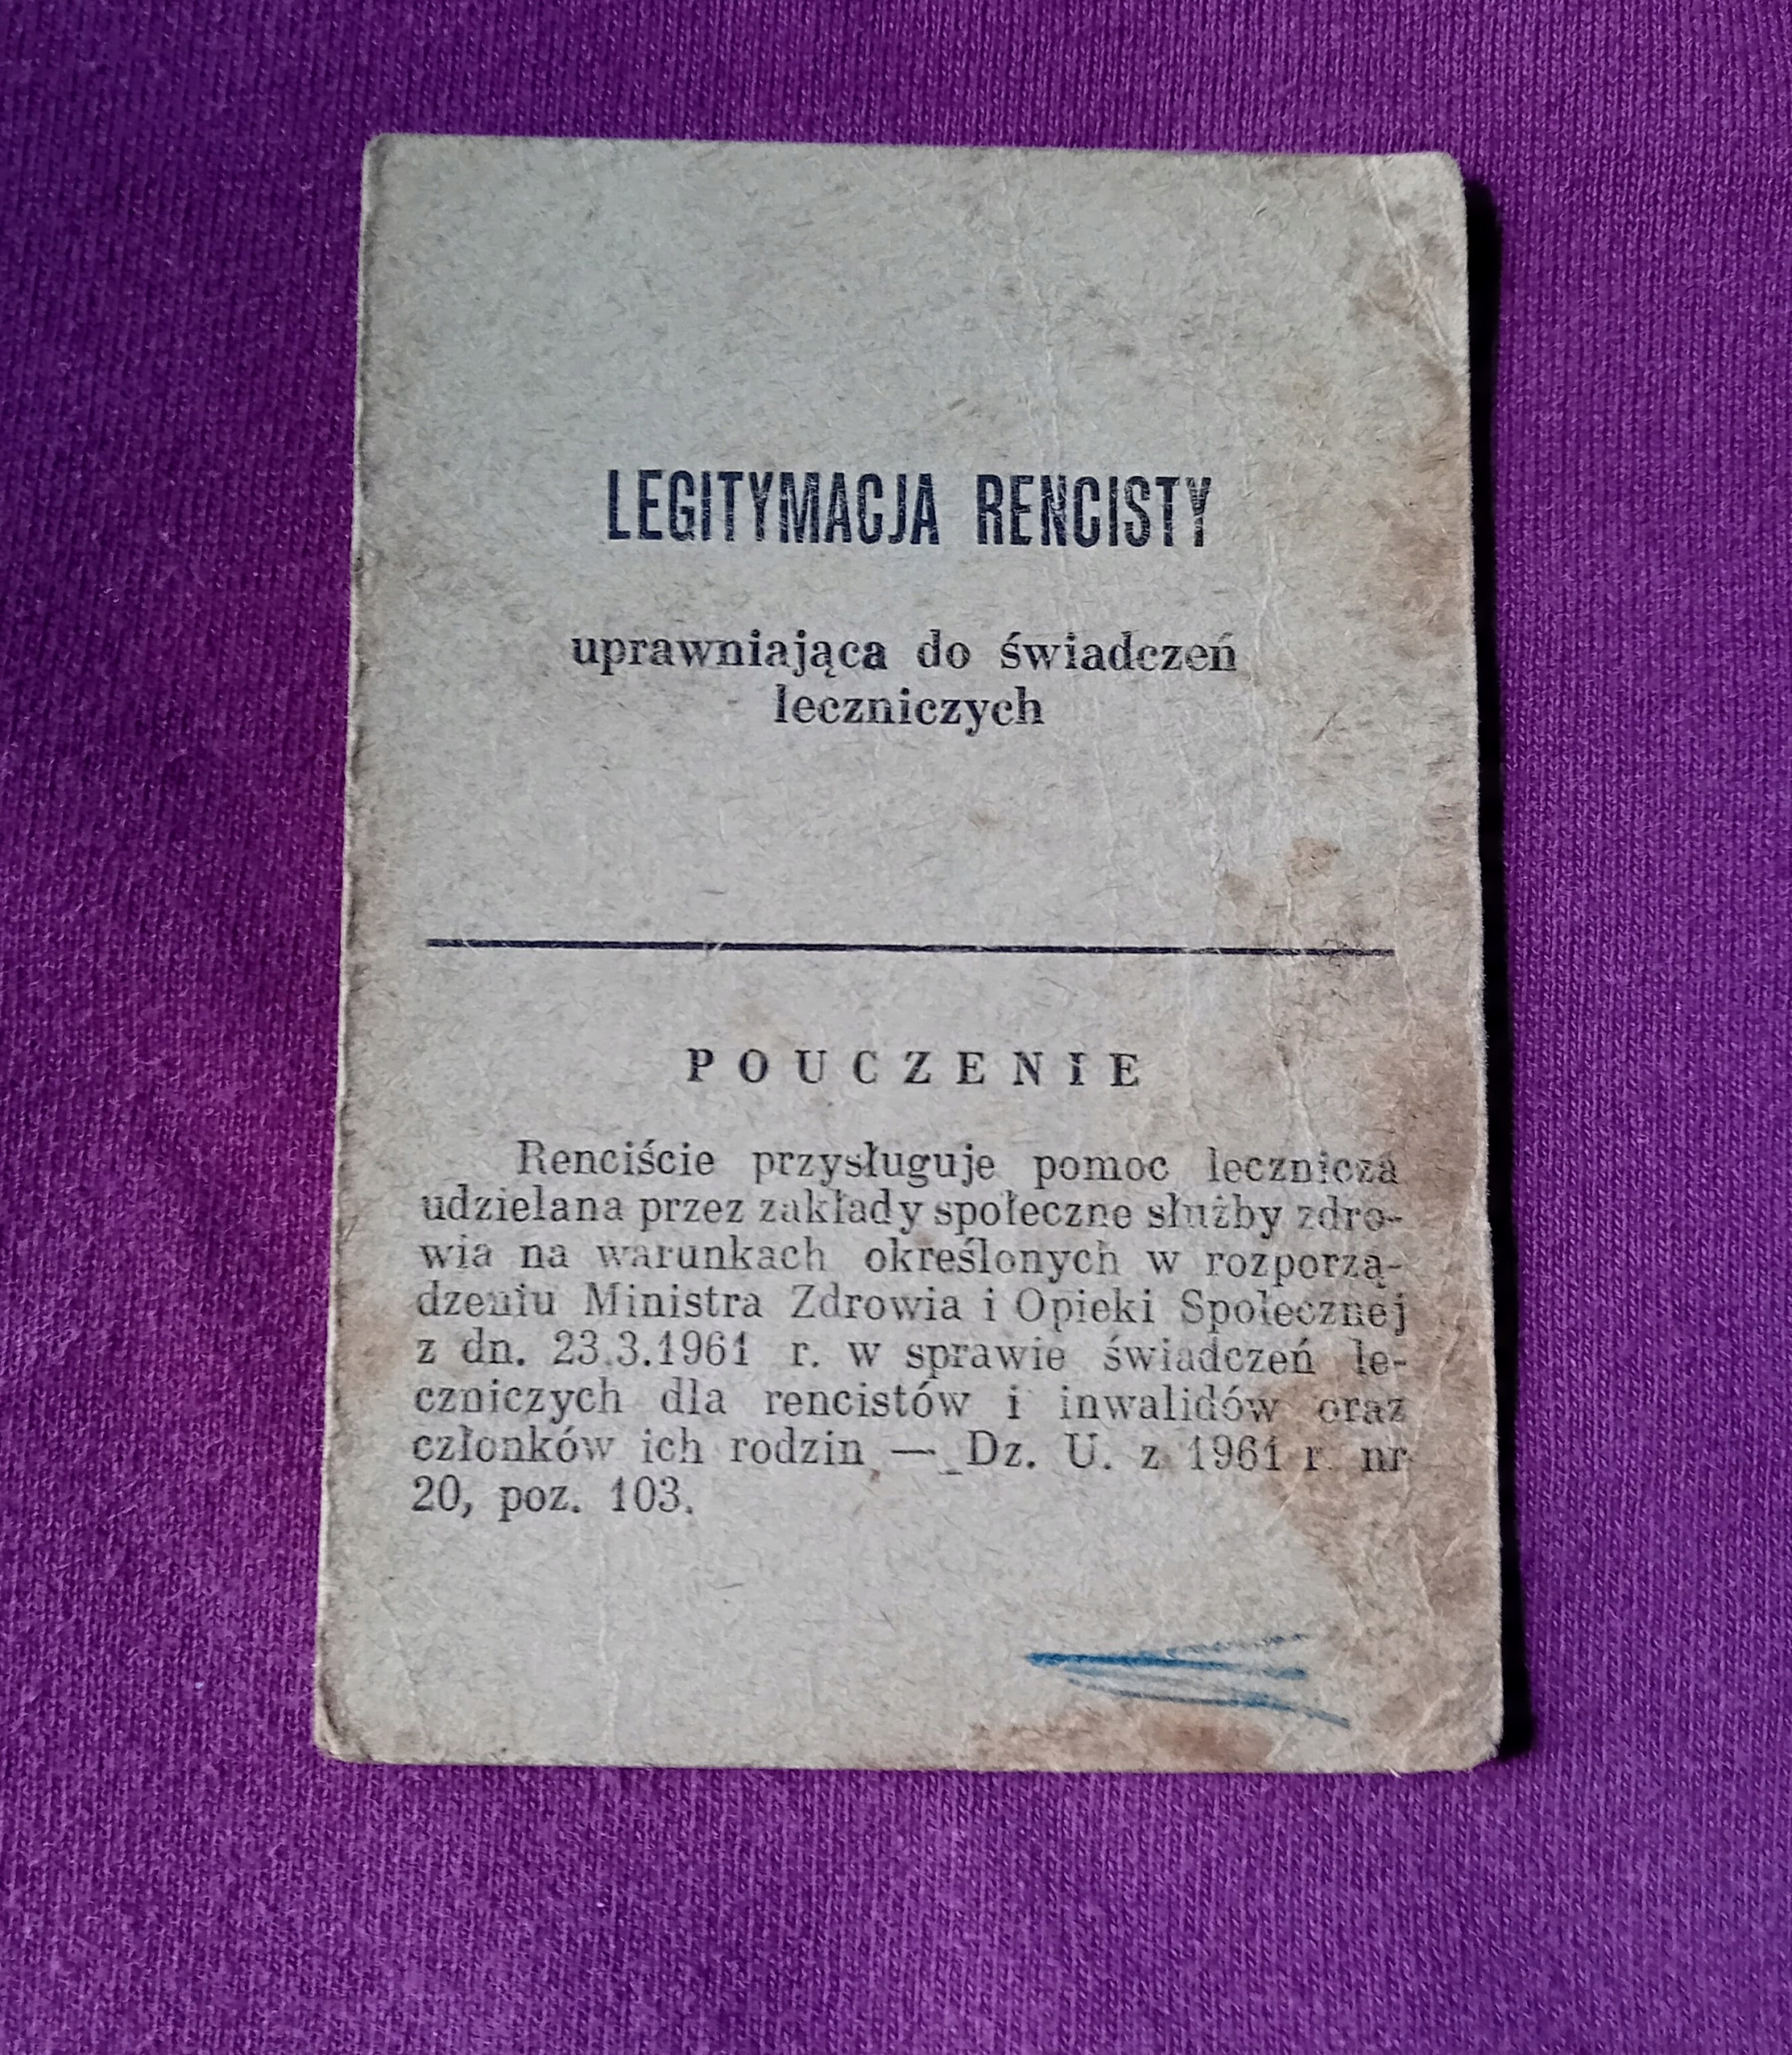 LEGITYMACJA RENCISTY
uprawniająca do świadczeń
leczniczych
POUCZENIE
Renciście przysługuje pomoc lecznicza
udzielana przez zakłady społeczne służby zdro-
wia na warunkach określonych w rozporzą-
dzeniu Ministra Zdrowia i Opieki Społecznej
z dn. 23.3.1961 r. w sprawie świadczeń le-
czniczych dla rencistów i inwalidów oraz
członków ich rodzin — Dz. U. z 1961 r. nr
20, poz. 103.